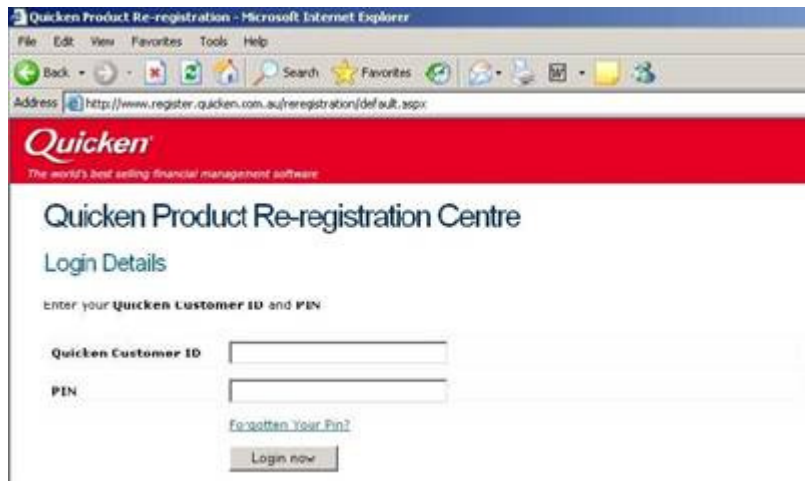 Quicken Product Re-registration - Microsoft Internet Explorer
File Edit View Favorites Tools Help
Back Search Favorites
Address http://www.register.quicken.com.au/reregistration/default.aspx
Quicken
The world's best selling financial management software
Quicken Product Re-registration Centre
Login Details
Enter your Quicken Customer ID and PIN
Quicken Customer ID
PIN
Forgotten Your Pin?
Login now